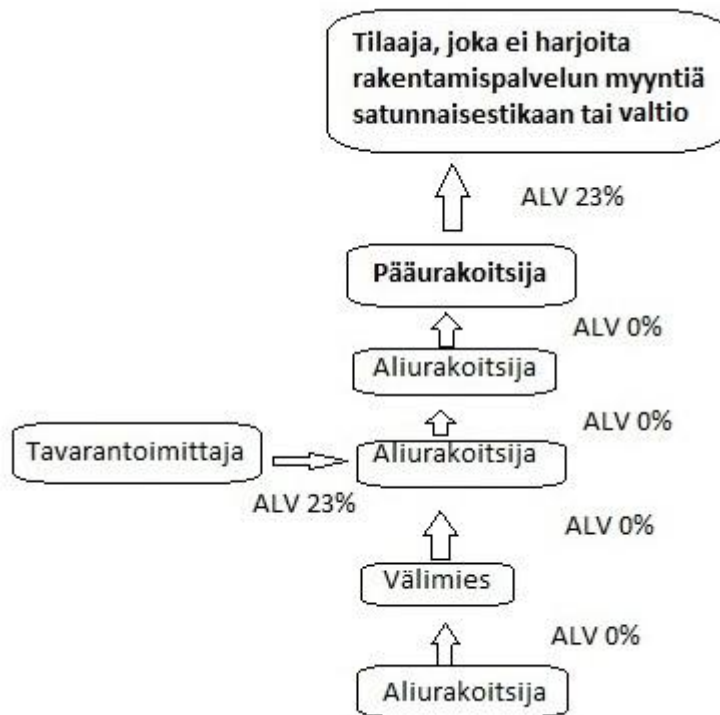 Tilaaja, joka ei harjoita
rakentamispalvelun myyntiä
satunnaisestikaan tai valtio
ALV 23%
Pääurakoitsija
ALV 0%
Aliurakoitsija
ALV 0%
Tavarantoimittaja
Aliurakoitsija
ALV 23%
ALV 0%
Välimies
ALV 0%
Aliurakoitsija